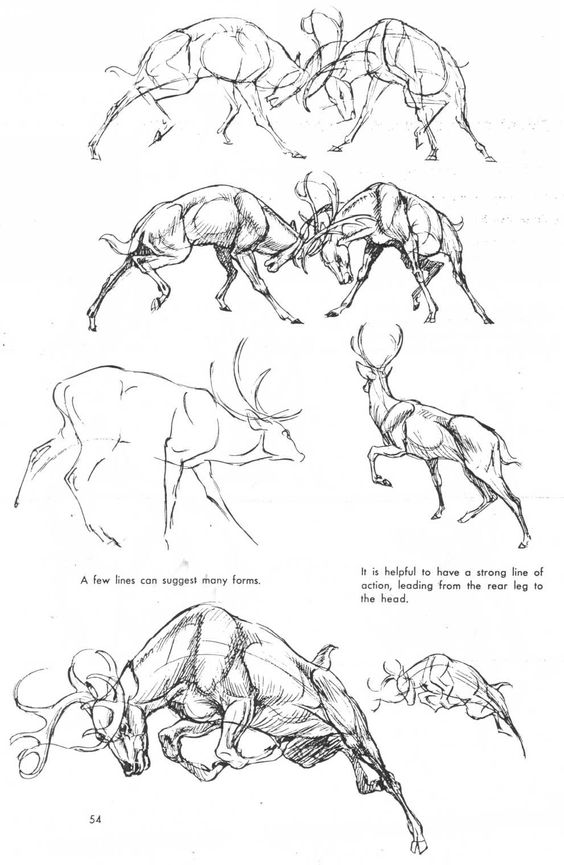 A few lines can suggest many forms.
It is helpful to have a strong line of
action, leading from the rear leg to
the head.
54